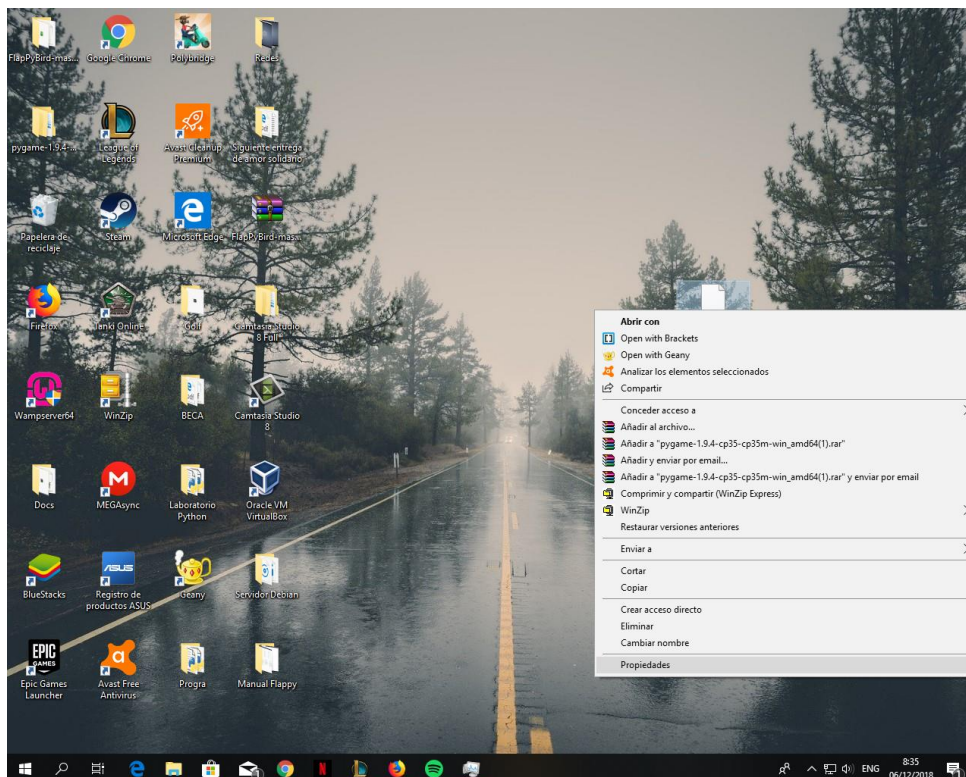 FlapPyBird-mas...
Google Chrome
Polybridge
Redes
pygame-1.9.4-...
League of
Legends
Avast Cleanup
Premium
Siguiente entrega
de amor solidario
Papelera de
reciclaje
Steam
Microsoft Edge
FlapPyBird-mas...
Firefox
Tanki Online
Golf
Camtasia Studio
8 Full
Wampserver64
WinZip
BECA
Camtasia Studio
8
Docs
MEGAsync
Laboratorio
Python
Oracle VM
VirtualBox
BlueStacks
Registro de
productos ASUS
Geany
Servidor Debian
EPIC
GAMES
Epic Games
Launcher
Avast Free
Antivirus
Progra
Manual Flappy
Abrir con
Open with Brackets
Open with Geany
Analizar los elementos seleccionados
Compartir
Conceder acceso a
Añadir al archivo...
Añadir a "pygame-1.9.4-cp35-cp35m-win_amd64(1).rar"
Añadir y enviar por email...
Añadir a "pygame-1.9.4-cp35-cp35m-win_amd64(1).rar" y enviar por email
Comprimir y compartir (WinZip Express)
WinZip
Restaurar versiones anteriores
Enviar a
Cortar
Copiar
Crear acceso directo
Eliminar
Cambiar nombre
Propiedades
ENG
8:35
06/12/2018